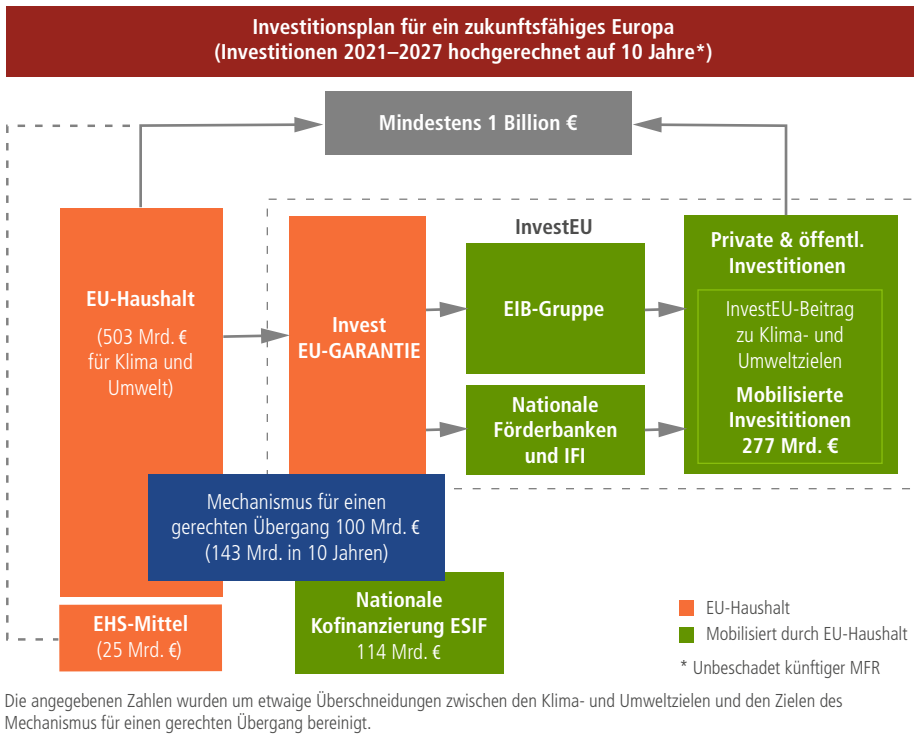 Investitionsplan für ein zukunftsfähiges Europa
(Investitionen 2021–2027 hochgerechnet auf 10 Jahre*)
Mindestens 1 Billion €
EU-Haushalt
(503 Mrd. €
für Klima und
Umwelt)
InvestEU
Invest
EU-GARANTIE
EIB-Gruppe
Nationale
Förderbanken
und IFI
Private & öffentl.
Investitionen
InvestEU-Beitrag
zu Klima- und
Umweltzielen
Mobilisierte
Invesititionen
277 Mrd. €
Mechanismus für einen
gerechten Übergang 100 Mrd. €
(143 Mrd. in 10 Jahren)
EHS-Mittel
(25 Mrd. €)
Nationale
Kofinanzierung ESIF
114 Mrd. €
EU-Haushalt
Mobilisiert durch EU-Haushalt
* Unbeschadet künftiger MFR
Die angegebenen Zahlen wurden um etwaige Überschneidungen zwischen den Klima- und Umweltzielen und den Zielen des
Mechanismus für einen gerechten Übergang bereinigt.